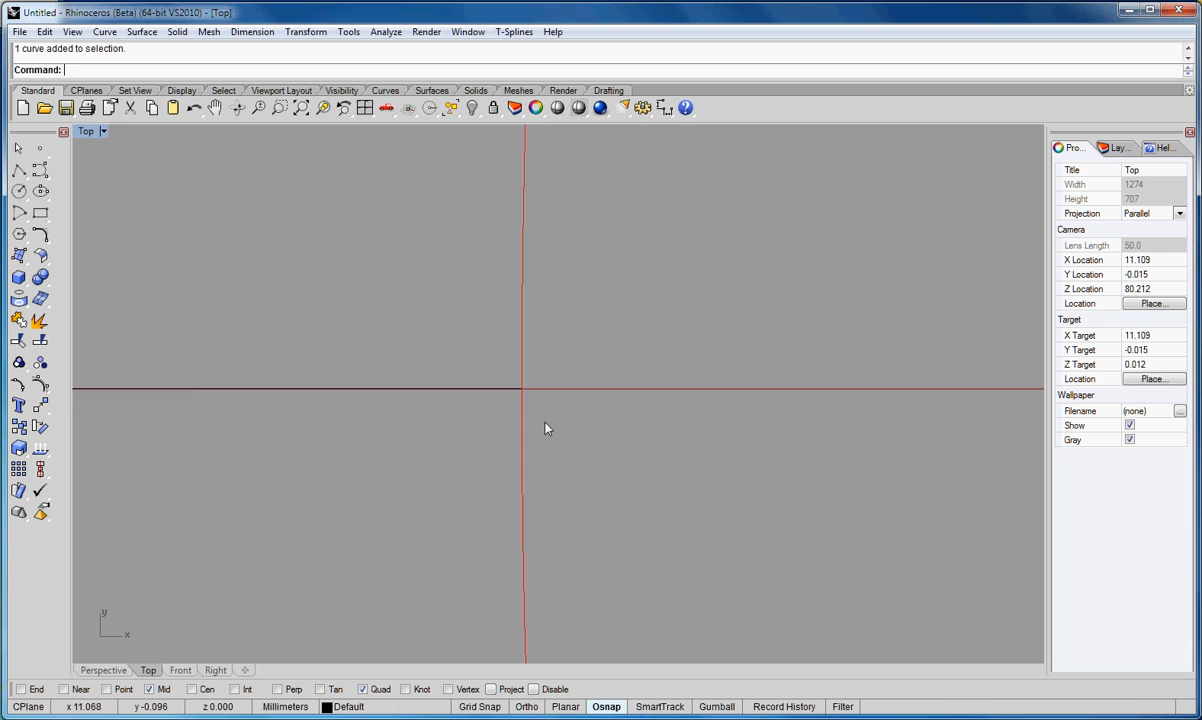 Untitled - Rhinoceros (Beta) (64-bit VS2010) - [Top]
File Edit View Curve Surface Solid Mesh Dimension Transform Tools Analyze Render Window T-Splines Help
1 curve added to selection.
Command:
Standard CPlanes Set View Display Select Viewport Layout Visibility Curves Surfaces Solids Meshes Render Drafting
Top
Pro... Lay... Hel...
Title Top
Width 1274
Height 707
Projection Parallel
Camera
Lens Length 50.0
X Location 11.109
Y Location -0.015
Z Location 80.212
Location Place...
Target
X Target 11.109
Y Target -0.015
Z Target 0.012
Location Place...
Wallpaper
Filename (none) ...
Show
Gray
y
x
Perspective Top Front Right
End Near Point Mid Cen Int Perp Tan Quad Knot Vertex Project Disable
CPlane x 11.068 y -0.096 z 0.000 Millimeters Default Grid Snap Ortho Planar Osnap SmartTrack Gumball Record History Filter